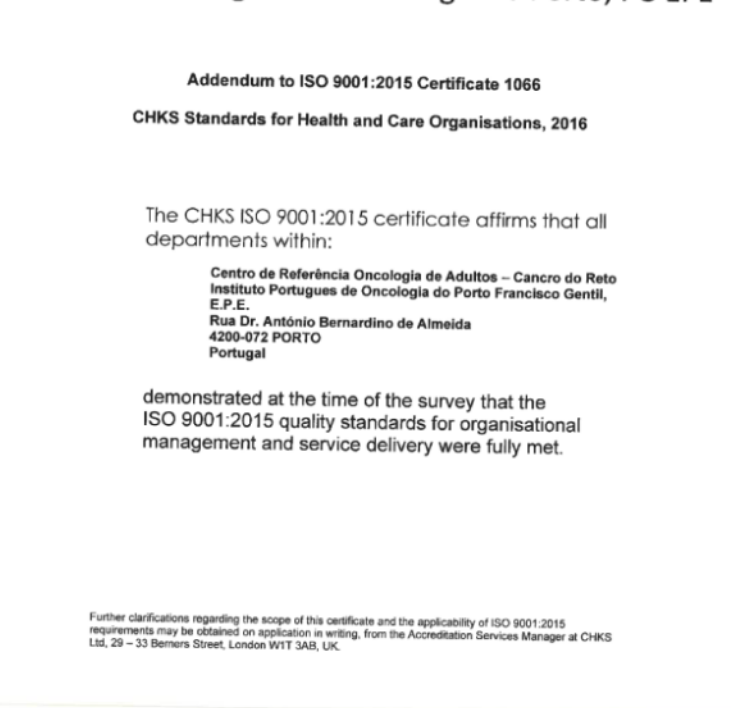 Addendum to ISO 9001:2015 Certificate 1066
CHKS Standards for Health and Care Organisations, 2016
The CHKS ISO 9001:2015 certificate affirms that all
departments within:
Centro de Referência Oncologia de Adultos – Cancro do Reto
Instituto Portugues de Oncologia do Porto Francisco Gentil,
E.P.E.
Rua Dr. António Bernardino de Almeida
4200-072 PORTO
Portugal
demonstrated at the time of the survey that the
ISO 9001:2015 quality standards for organisational
management and service delivery were fully met.
Further clarifications regarding the scope of this certificate and the applicability of ISO 9001:2015
requirements may be obtained on application in writing, from the Accreditation Services Manager at CHKS
Ltd, 29 – 33 Berners Street, London W1T 3AB, UK.